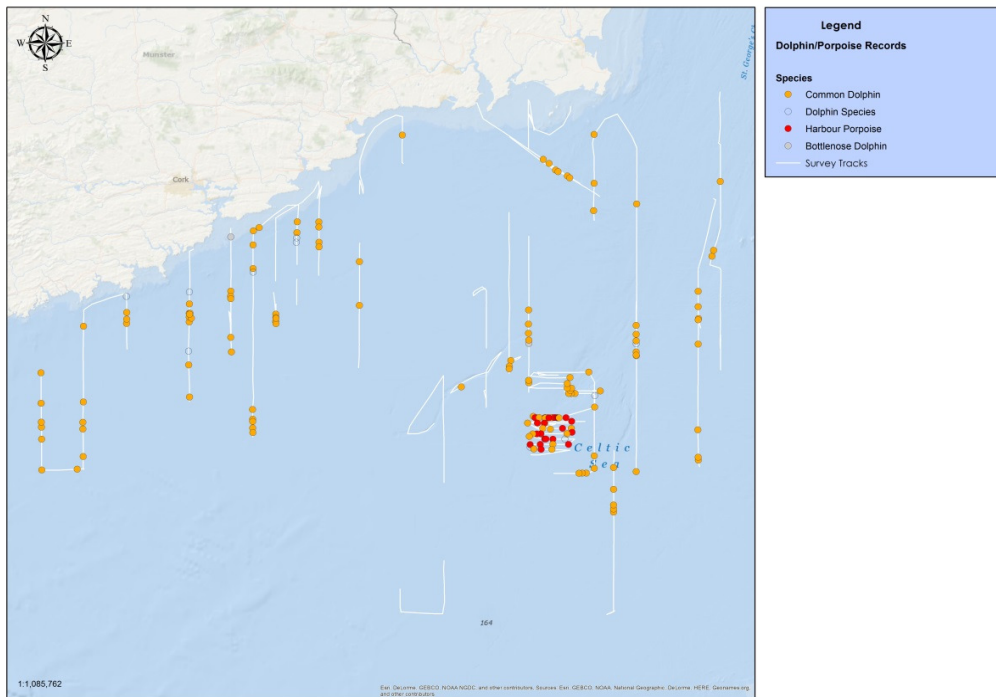 N
W E
S
Munster
Cork
St. George's C
Celtic
Sea
164
1:1,085,762
Esri, DeLorme, GEBCO, NOAA NGDC, and other contributors, Sources: Esri, GEBCO, NOAA, National Geographic, DeLorme, HERE, Geonames.org,
and other contributors
Legend
Dolphin/Porpoise Records
Species
Common Dolphin
Dolphin Species
Harbour Porpoise
Bottlenose Dolphin
Survey Tracks